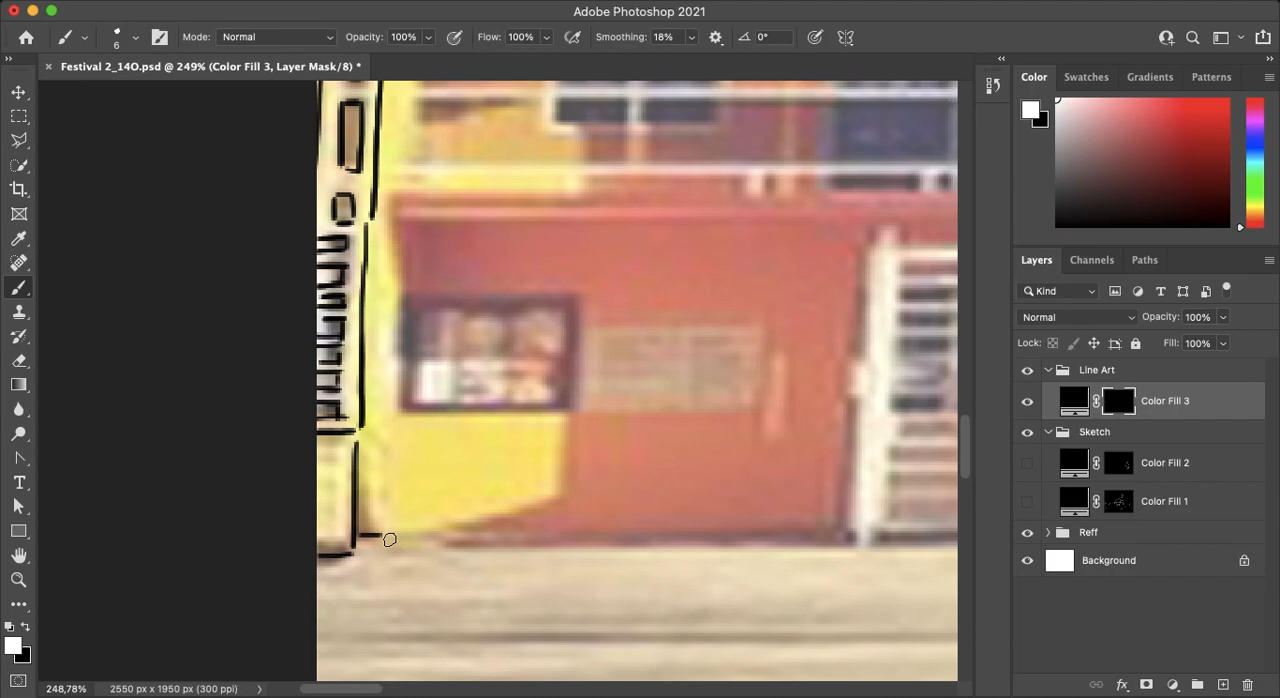 Adobe Photoshop 2021
6
Mode: Normal
Opacity: 100%
Flow: 100%
Smoothing: 18%
0°
Festival 2_14O.psd @ 249% (Color Fill 3, Layer Mask/8) *
Color
Swatches
Gradients
Patterns
Layers
Channels
Paths
Kind
Normal
Opacity: 100%
Lock:
Fill: 100%
Line Art
Color Fill 3
Sketch
Color Fill 2
Color Fill 1
Reff
Background
248,78%
2550 px x 1950 px (300 ppi)